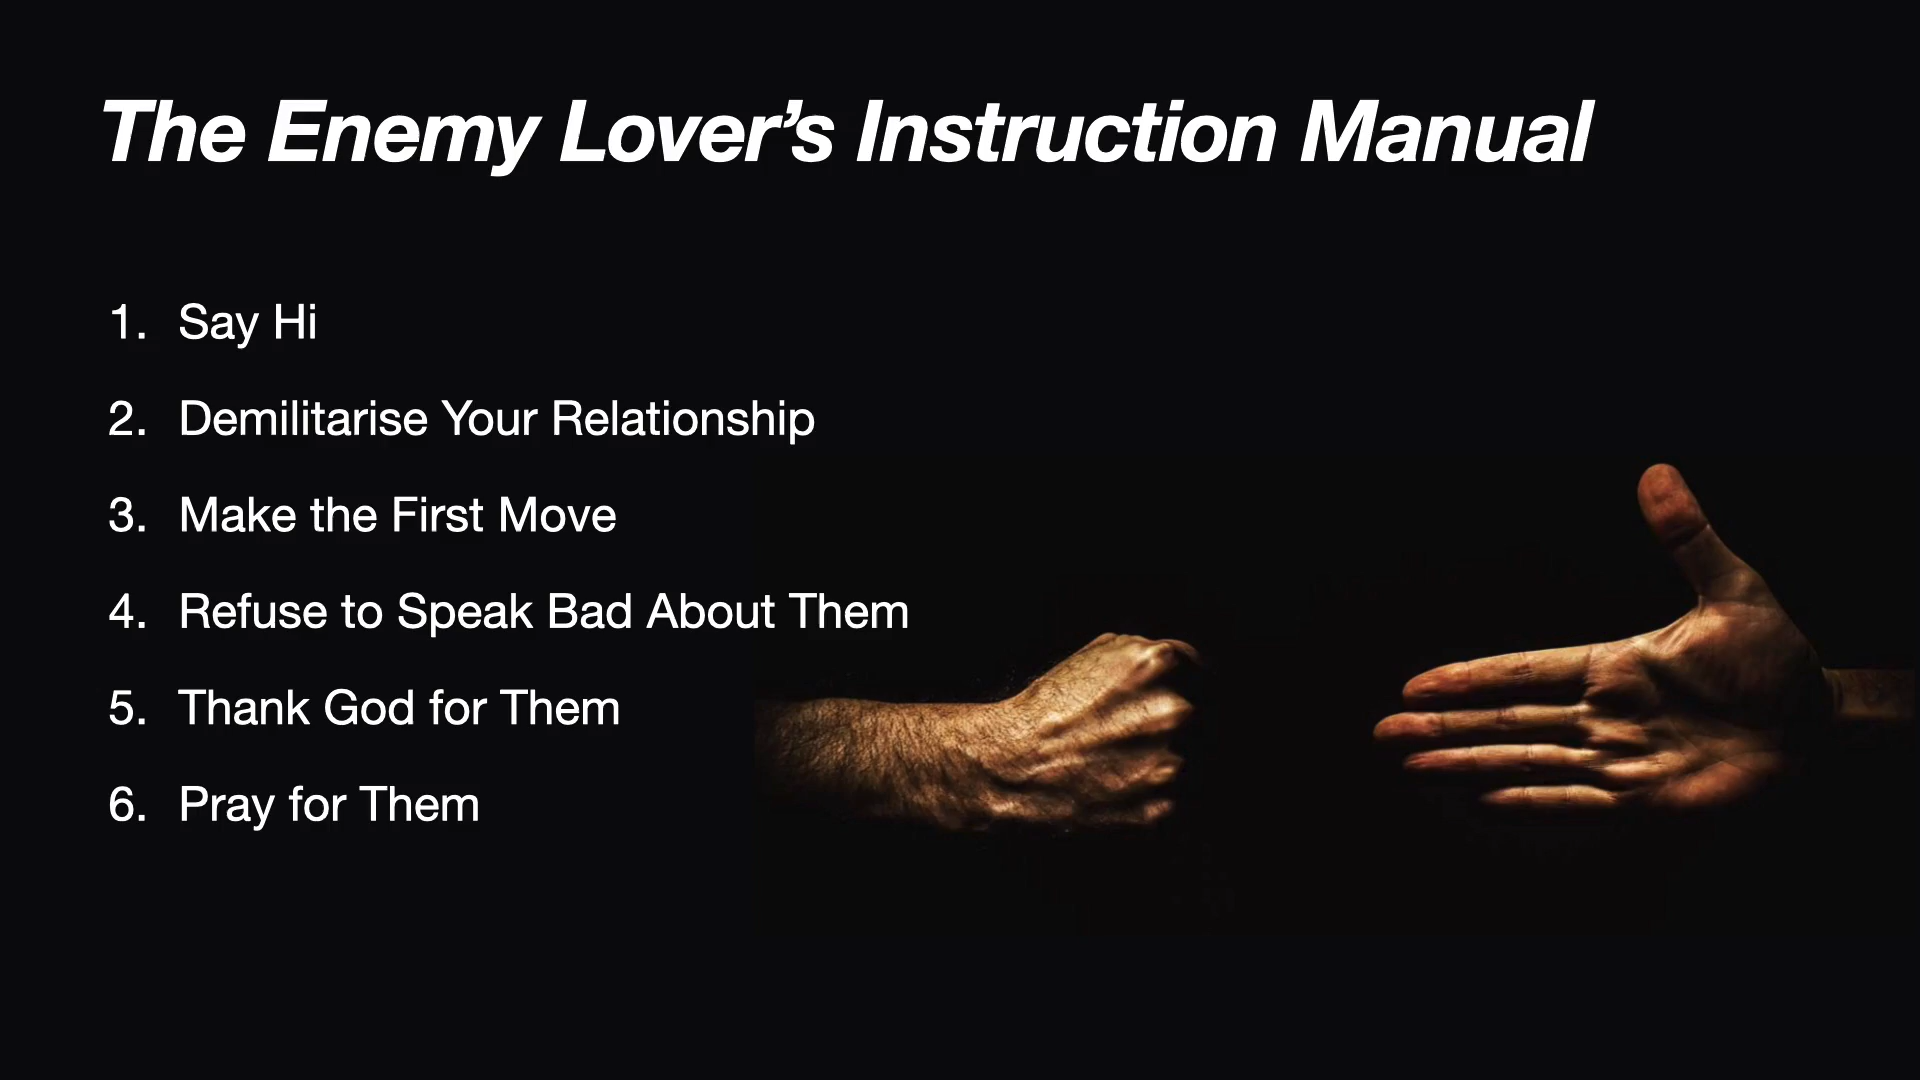 The Enemy Lover’s Instruction Manual
1. Say Hi
2. Demilitarise Your Relationship
3. Make the First Move
4. Refuse to Speak Bad About Them
5. Thank God for Them
6. Pray for Them